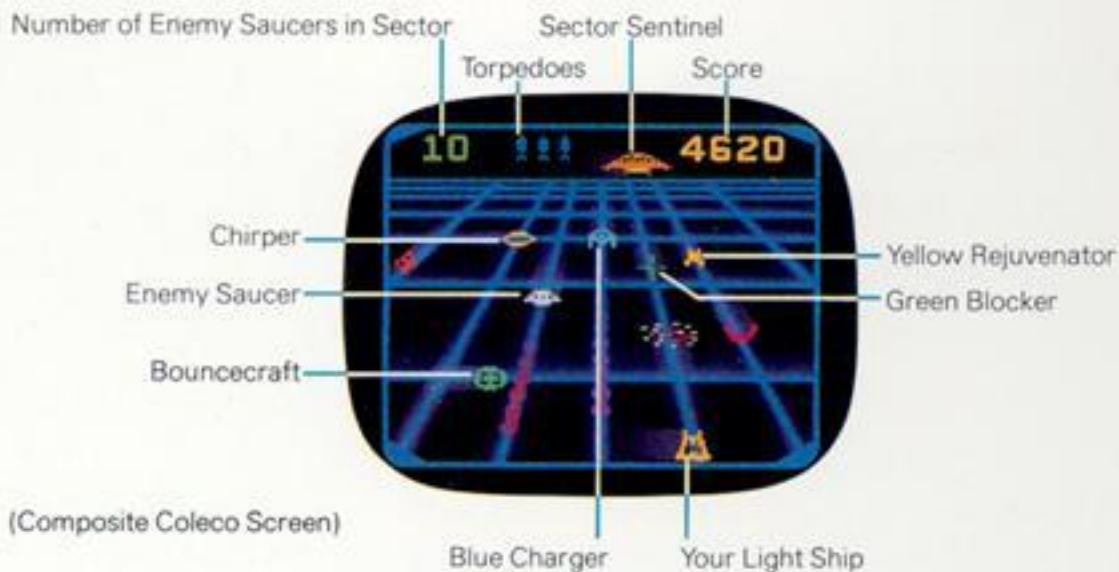 Number of Enemy Saucers in Sector
Sector Sentinel
Torpedoes
Score
10
4620
Chirper
Yellow Rejuvenator
Enemy Saucer
Green Blocker
Bouncecraft
(Composite Coleco Screen)
Blue Charger
Your Light Ship